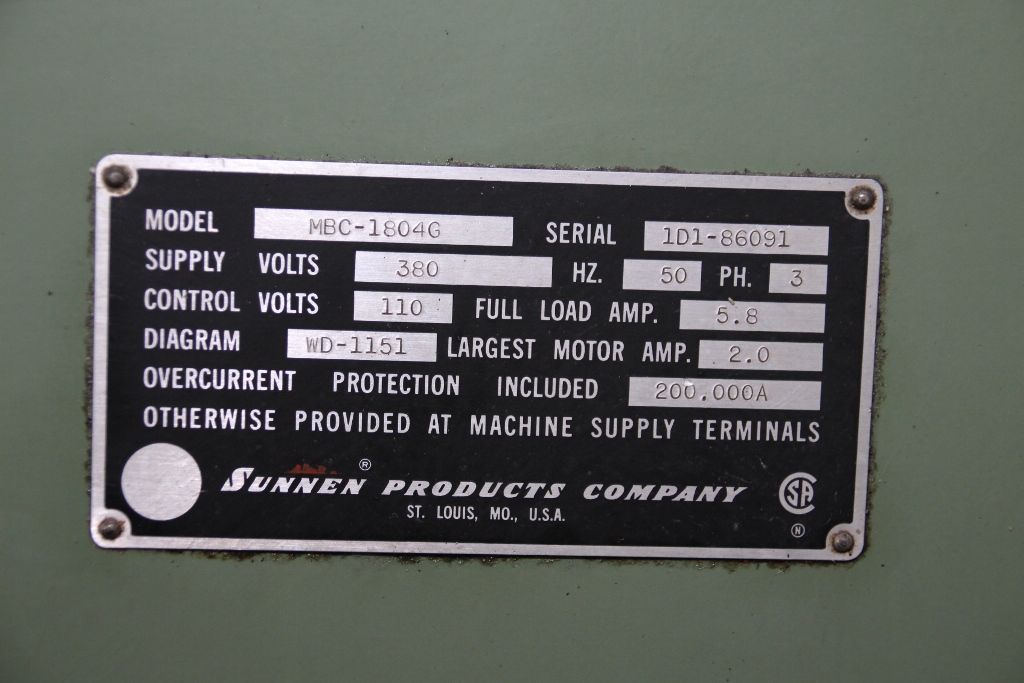 MODEL MBC-1804G SERIAL 1D1-86091
SUPPLY VOLTS 380 HZ. 50 PH. 3
CONTROL VOLTS 110 FULL LOAD AMP. 5.8
DIAGRAM WD-1151 LARGEST MOTOR AMP. 2.0
OVERCURRENT PROTECTION INCLUDED 200.000A
OTHERWISE PROVIDED AT MACHINE SUPPLY TERMINALS
SUNNEN® PRODUCTS COMPANY SA
ST. LOUIS, MO., U.S.A. N